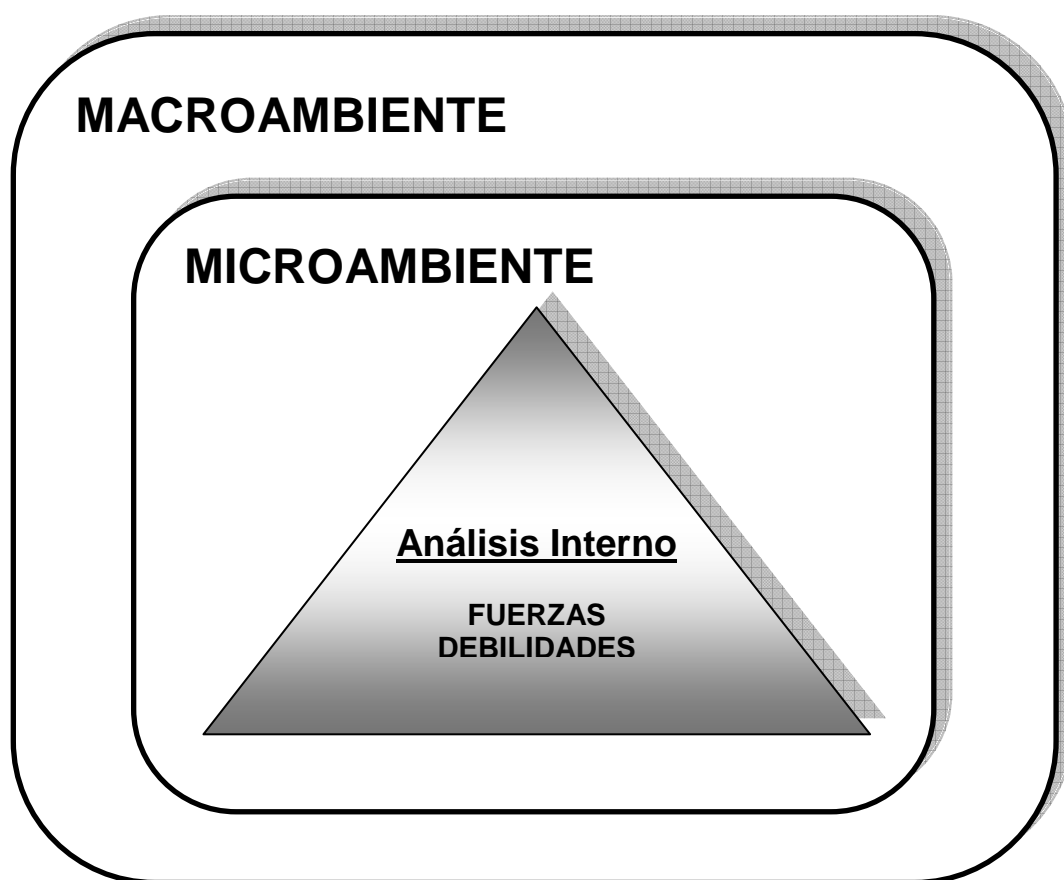 MACROAMBIENTE
MICROAMBIENTE
Análisis Interno
FUERZAS
DEBILIDADES